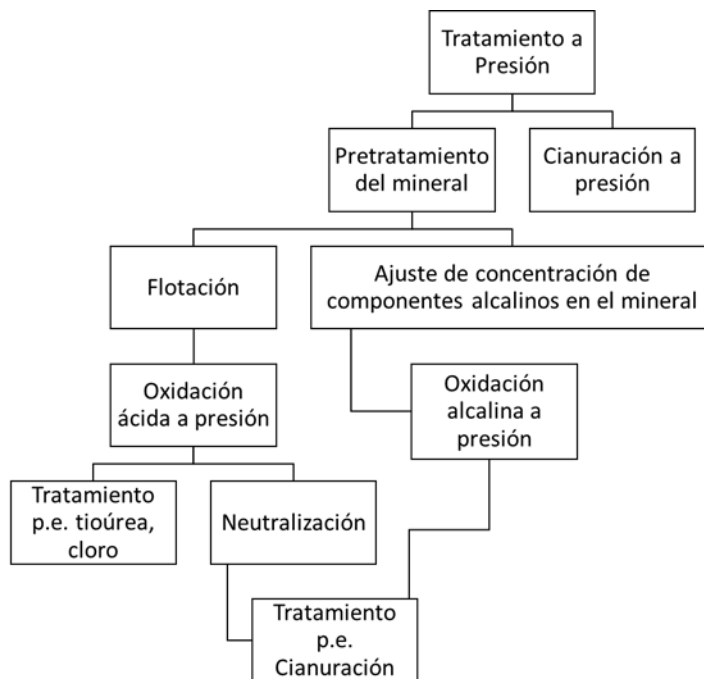 Tratamiento a
Presión
Pretratamiento
del mineral
Cianuración a
presión
Flotación
Ajuste de concentración de
componentes alcalinos en el mineral
Oxidación
ácida a presión
Oxidación
alcalina a
presión
Tratamiento
p.e. tioúrea,
cloro
Neutralización
Tratamiento
p.e.
Cianuración